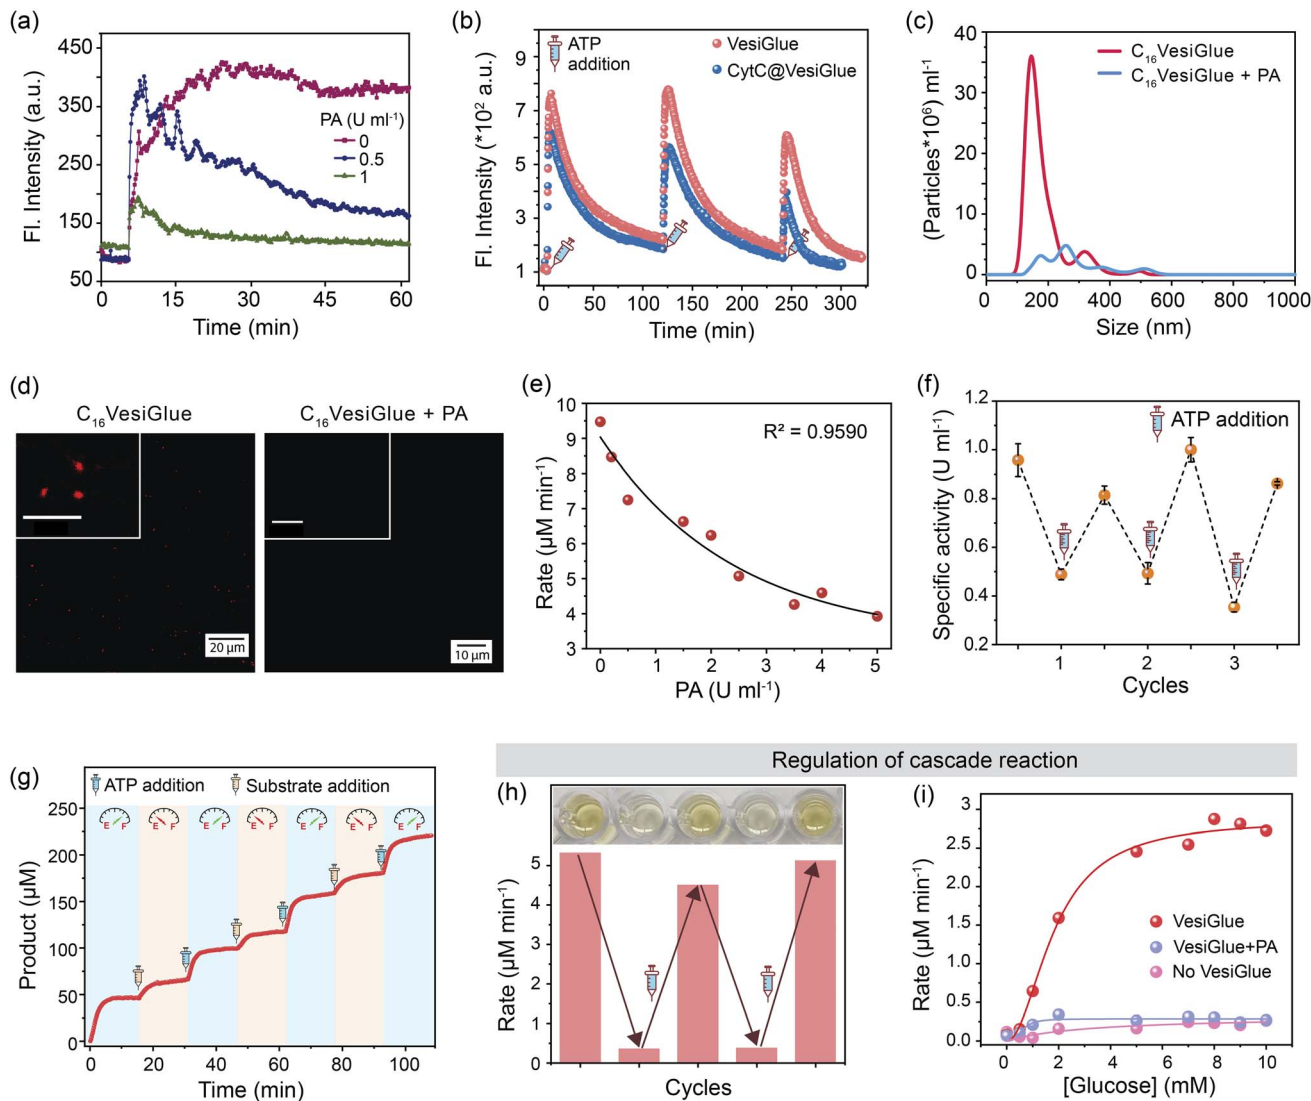 (a)
450
350
250
150
50
Fl. Intensity (a.u.)
PA (U ml⁻¹)
0
0.5
1
0 15 30 45 60
Time (min)
(b)
9
7
5
3
1
Fl. Intensity (*10² a.u.)
ATP
addition
VesiGlue
CytC@VesiGlue
0 50 100 150 200 250 300
Time (min)
(c)
40
30
20
10
0
(Particles*10⁶) ml⁻¹
C₁₆VesiGlue
C₁₆VesiGlue + PA
0 200 400 600 800 1000
Size (nm)
(d)
C₁₆VesiGlue
C₁₆VesiGlue + PA
20 μm
10 μm
(e)
10
9
8
7
6
5
4
3
Rate (μM min⁻¹)
R² = 0.9590
0 1 2 3 4 5
PA (U ml⁻¹)
(f)
1.2
1.0
0.8
0.6
0.4
0.2
Specific activity (U ml⁻¹)
ATP addition
1 2 3
Cycles
(g)
ATP addition
Substrate addition
250
200
150
100
50
0
Product (μM)
E F
E F
E F
E F
E F
E F
E F
0 20 40 60 80 100
Time (min)
Regulation of cascade reaction
(h)
5
4
3
2
1
0
Rate (μM min⁻¹)
Cycles
(i)
3.0
2.5
2.0
1.5
1.0
0.5
0.0
Rate (μM min⁻¹)
VesiGlue
VesiGlue+PA
No VesiGlue
0 2 4 6 8 10
[Glucose] (mM)